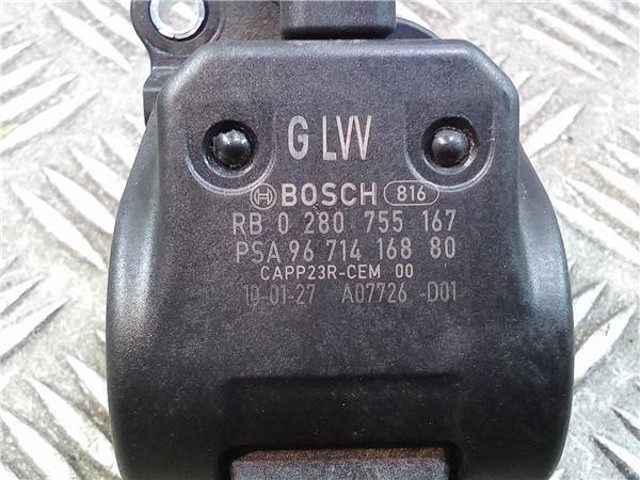 G LVV
BOSCH 816
RB 0 280 755 167
PSA 96 714 168 80
CAPP23R-CEM 00
10-01-27 A07726 -D01